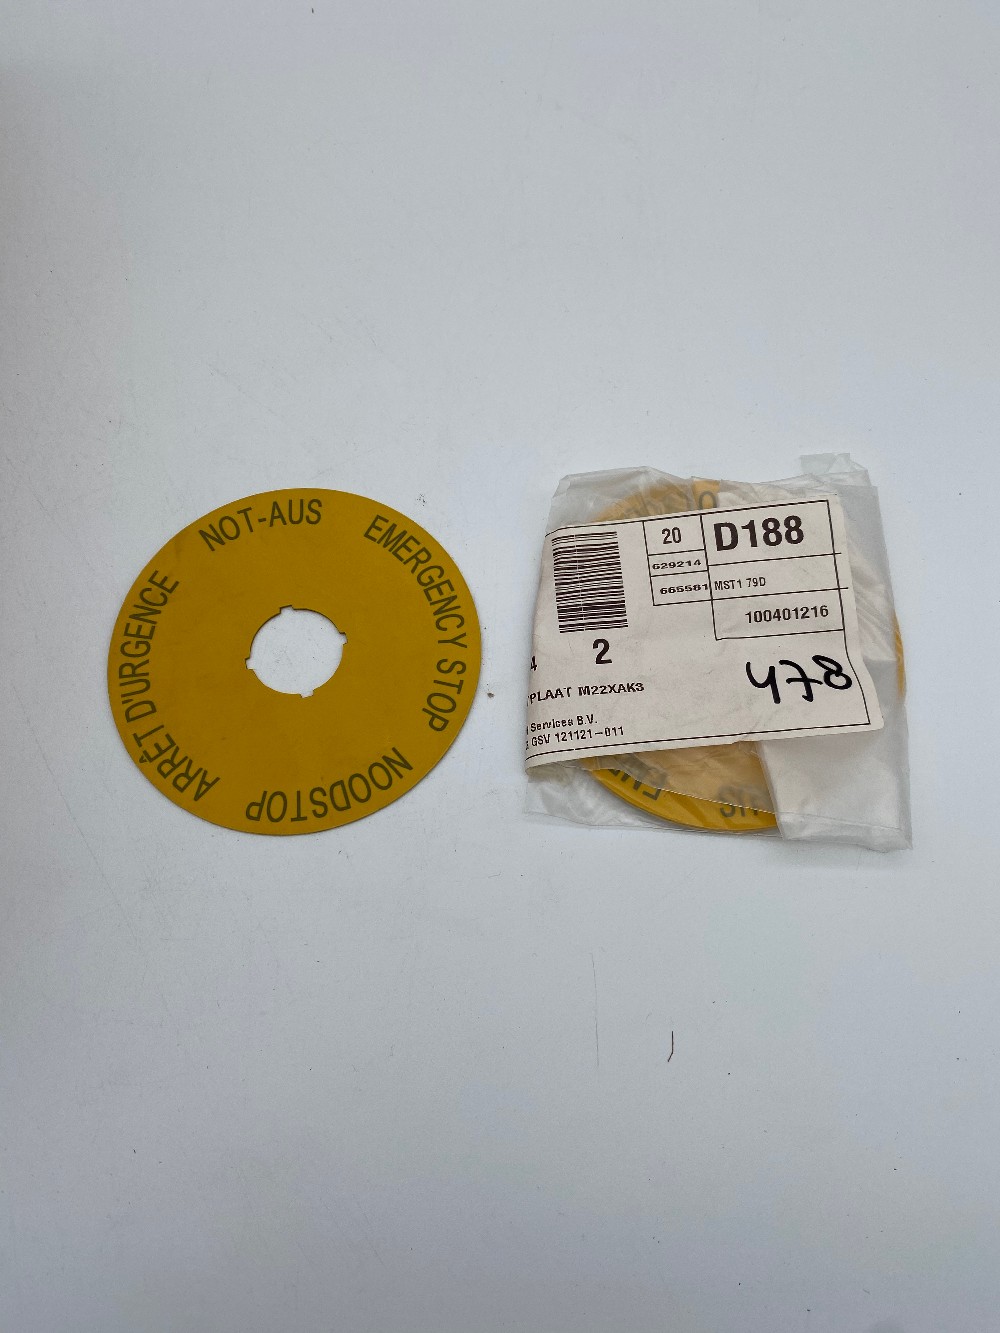 NOT-AUS
EMERGENCY STOP
NOODSTOP
ARRÊT D'URGENCE
20
D188
629214
665581
MST1 79D
100401216
4
2
PLAAT M22XAK3
478
Services B.V.
GSV 121121-011